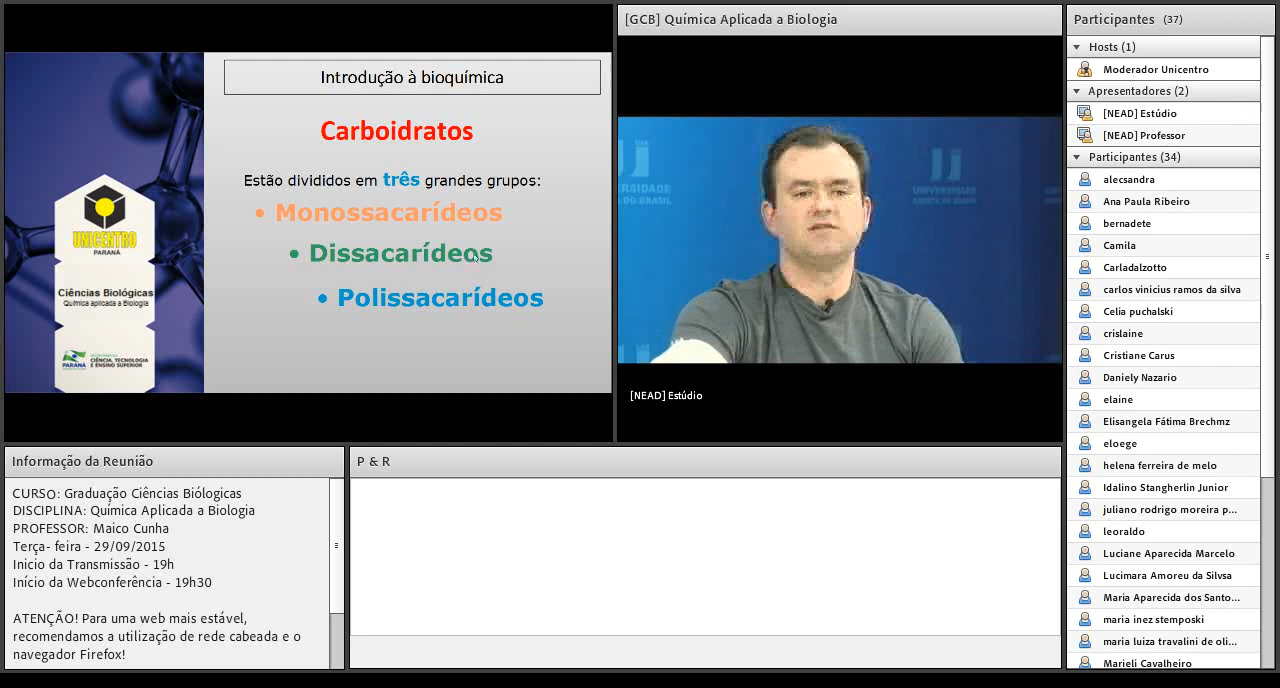 Introdução à bioquímica
Carboidratos
Estão divididos em três grandes grupos:
• Monossacarídeos
• Dissacarídeos
• Polissacarídeos
UNICENTRO
PARANÁ
Ciências Biológicas
Química aplicada a Biologia
PARANÁ
CIÊNCIA, TECNOLOGIA
E ENSINO SUPERIOR
[GCB] Química Aplicada a Biologia
[NEAD] Estúdio
Participantes (37)
Hosts (1)
Moderador Unicentro
Apresentadores (2)
[NEAD] Estúdio
[NEAD] Professor
Participantes (34)
alecsandra
Ana Paula Ribeiro
bernadete
Camila
Carladalzotto
carlos vinicius ramos da silva
Celia puchalski
crislaine
Cristiane Carus
Daniely Nazario
elaine
Elisangela Fátima Brechmz
eloege
helena ferreira de melo
Idalino Stangherlin Junior
juliano rodrigo moreira p...
leoraldo
Luciane Aparecida Marcelo
Lucimara Amoreu da Silvsa
Maria Aparecida dos Santo...
maria inez stemposki
maria luiza travalini de oli...
Marieli Cavalheiro
Informação da Reunião
CURSO: Graduação Ciências Biólogicas
DISCIPLINA: Química Aplicada a Biologia
PROFESSOR: Maico Cunha
Terça- feira - 29/09/2015
Inicio da Transmissão - 19h
Início da Webconferência - 19h30
ATENÇÃO! Para uma web mais estável,
recomendamos a utilização de rede cabeada e o
navegador Firefox!
P & R